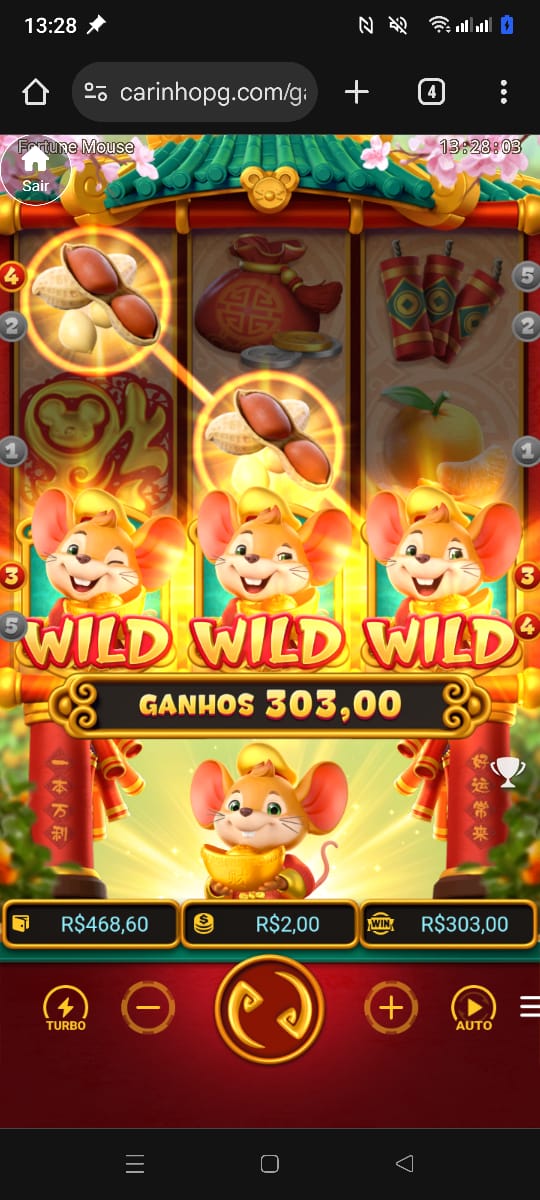 13:28
carinhopg.com/ga
4
Fortune Mouse
13:28:03
Sair
4
5
2
2
1
1
3
3
5
4
WILD WILD WILD
GANHOS 303,00
一本万利
好运常来
R$468,60
R$2,00
WIN
R$303,00
TURBO
AUTO